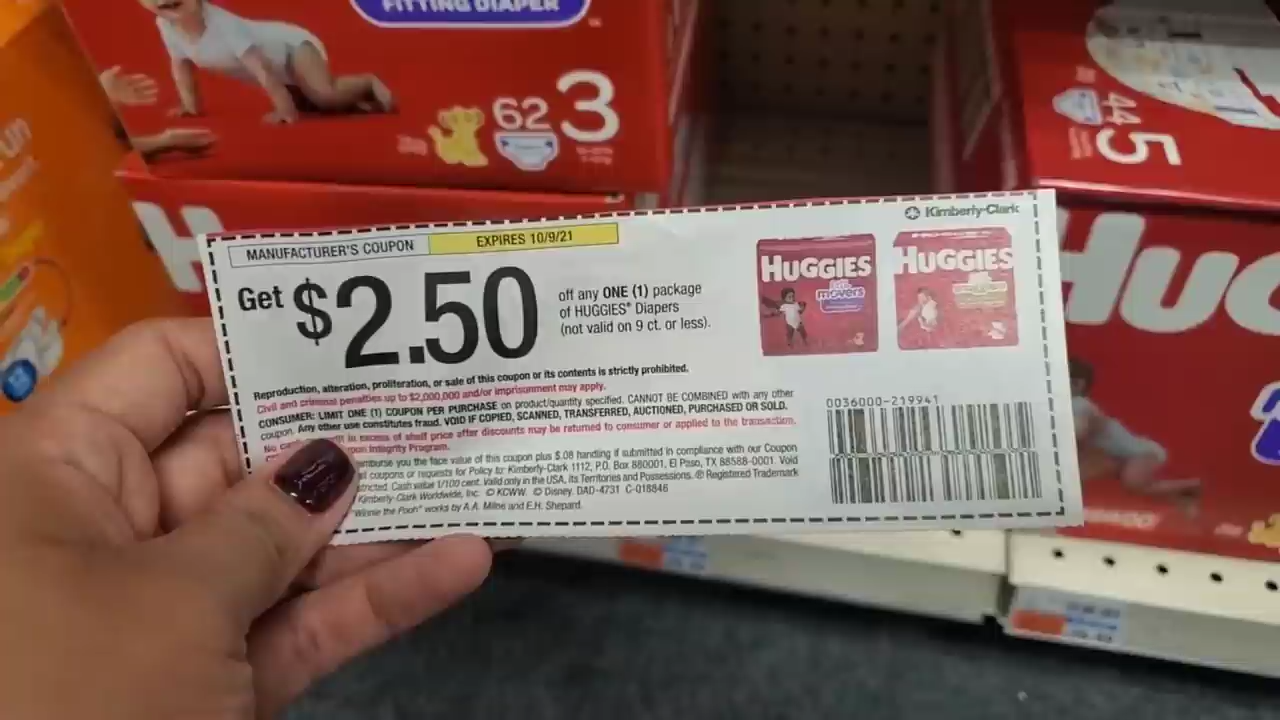 FITTING DIAPER
62 3
44 5
H
HUG
MANUFACTURER'S COUPON EXPIRES 10/9/21
Kimberly-Clark
Get $2.50
off any ONE (1) package
of HUGGIES® Diapers
(not valid on 9 ct. or less).
HUGGIES
little
movers
HUGGIES
Reproduction, alteration, proliferation, or sale of this coupon or its contents is strictly prohibited.
Civil and criminal penalties up to $2,000,000 and/or imprisonment may apply.
CONSUMER: LIMIT ONE (1) COUPON PER PURCHASE on product/quantity specified. CANNOT BE COMBINED with any other
coupon. Any other use constitutes fraud. VOID IF COPIED, SCANNED, TRANSFERRED, AUCTIONED, PURCHASED OR SOLD.
No in excess of shelf price after discounts may be returned to consumer or applied to the transaction.
Integrity Program.
you the face value of this coupon plus $.08 handling if submitted in compliance with our Coupon
coupons or requests for Policy to: Kimberly-Clark 1112, P.O. Box 880001, El Paso, TX 88588-0001. Void
Cash value 1/100 cent. Valid only in the USA, its Territories and Possessions. ® Registered Trademark
Kimberly-Clark Worldwide, Inc. © KCWW. © Disney. DAD-4731 C-018846
"Winnie the Pooh" works by A.A. Milne and E.H. Shepard.
0036000-219941